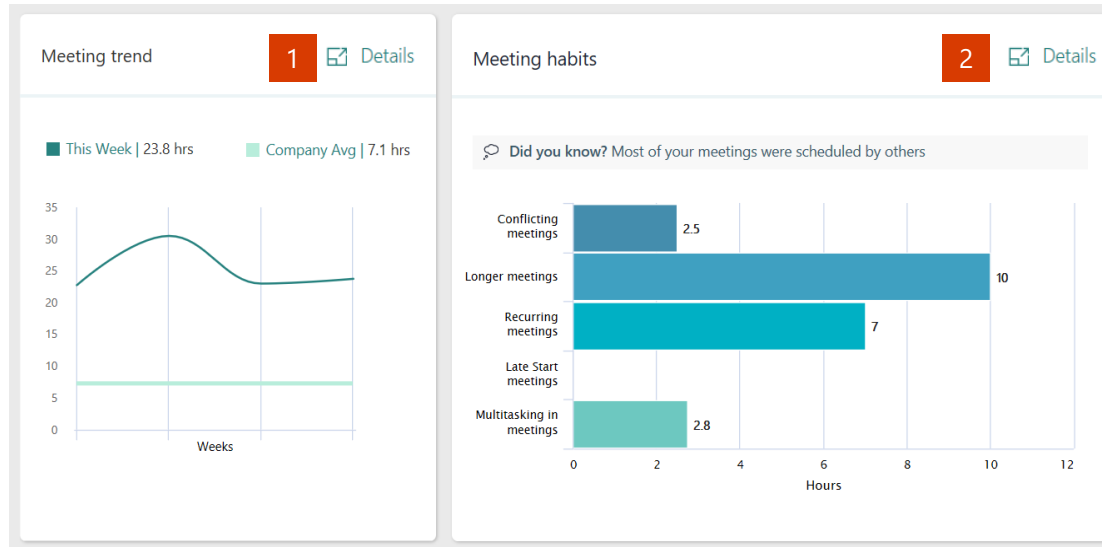 Meeting trend
1
Details
This Week | 23.8 hrs
Company Avg | 7.1 hrs
35
30
25
20
15
10
5
0
Weeks
Meeting habits
2
Details
Did you know? Most of your meetings were scheduled by others
Conflicting
meetings
2.5
Longer meetings
10
Recurring
meetings
7
Late Start
meetings
Multitasking in
meetings
2.8
0 2 4 6 8 10 12
Hours